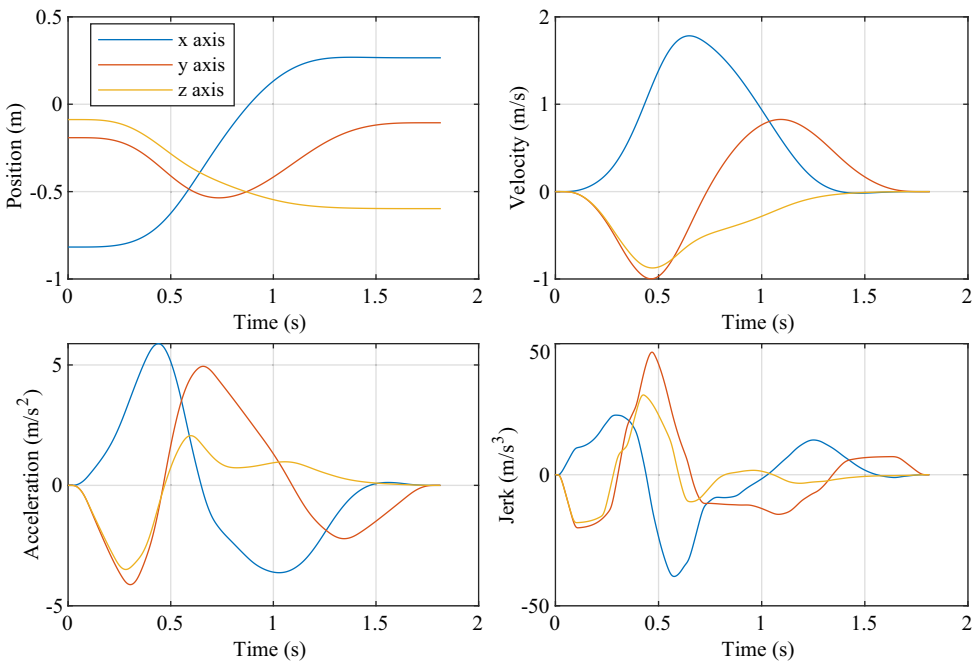 0.5
0
-0.5
-1
Position (m)
x axis
y axis
z axis
0 0.5 1 1.5 2
Time (s)
2
1
0
-1
Velocity (m/s)
0 0.5 1 1.5 2
Time (s)
5
0
-5
Acceleration (m/s²)
0 0.5 1 1.5 2
Time (s)
50
0
-50
Jerk (m/s³)
0 0.5 1 1.5 2
Time (s)